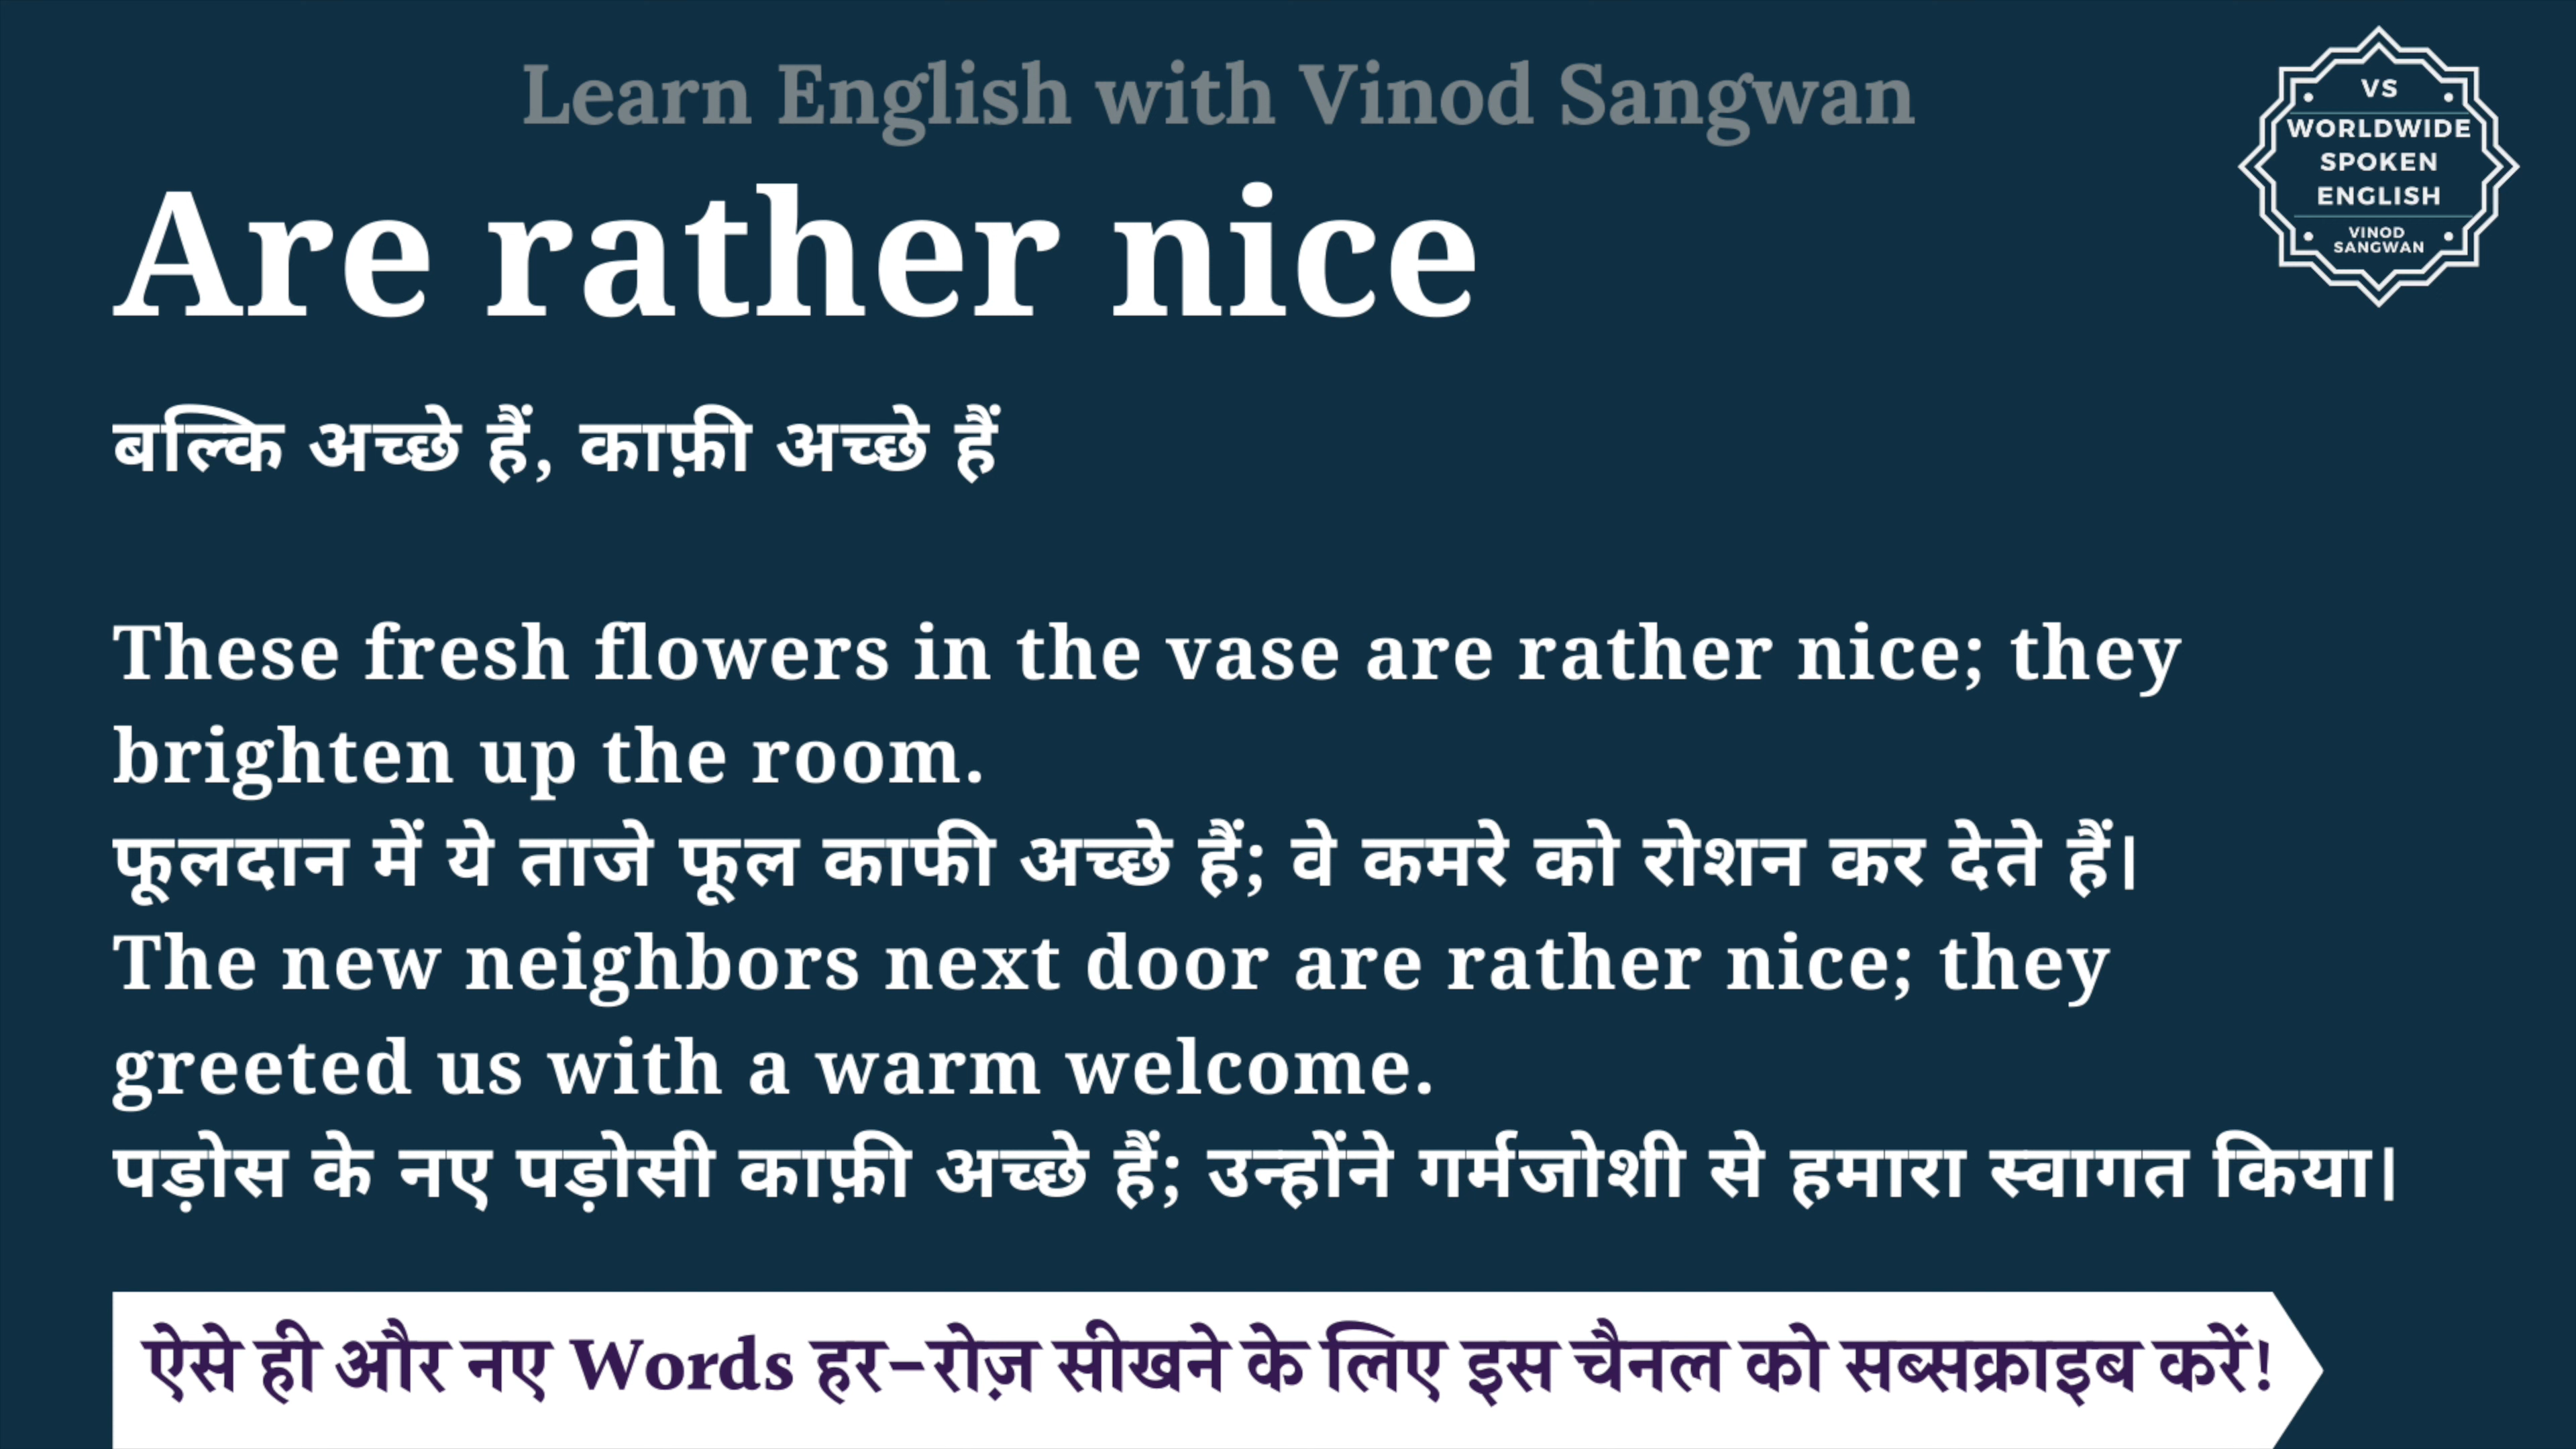 Learn English with Vinod Sangwan
VS
WORLDWIDE
SPOKEN
ENGLISH
VINOD
SANGWAN
Are rather nice
बल्कि अच्छे हैं, काफ़ी अच्छे हैं
These fresh flowers in the vase are rather nice; they
brighten up the room.
फूलदान में ये ताजे फूल काफी अच्छे हैं; वे कमरे को रोशन कर देते हैं।
The new neighbors next door are rather nice; they
greeted us with a warm welcome.
पड़ोस के नए पड़ोसी काफ़ी अच्छे हैं; उन्होंने गर्मजोशी से हमारा स्वागत किया।
ऐसे ही और नए Words हर-रोज़ सीखने के लिए इस चैनल को सब्सक्राइब करें!